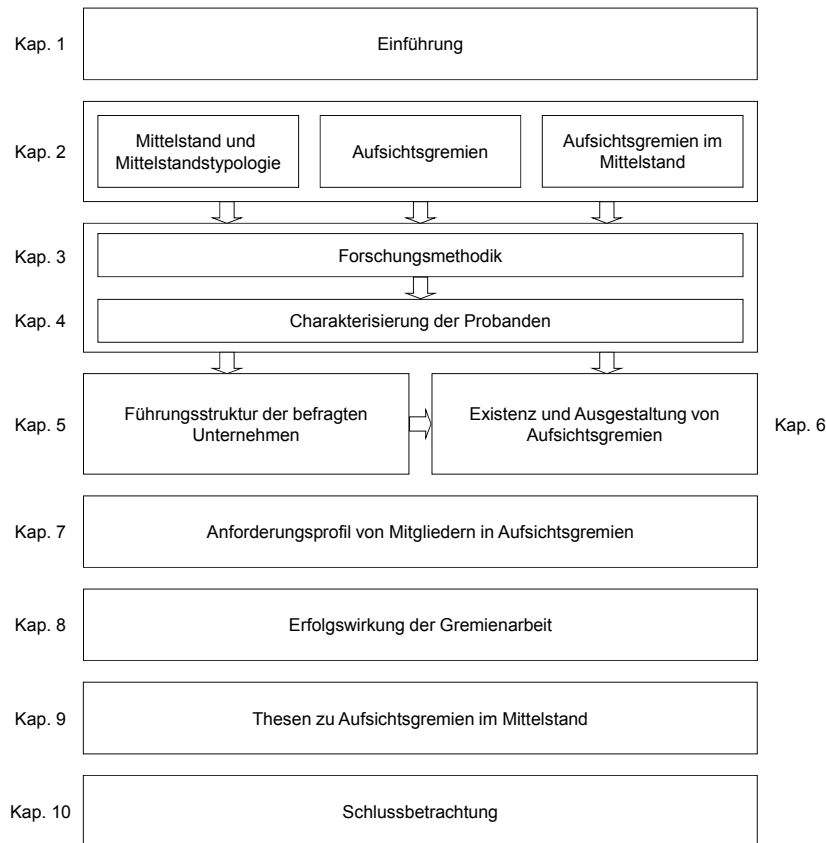 Kap. 1
Einführung
Kap. 2
Mittelstand und
Mittelstandstypologie
Aufsichtsgremien
Aufsichtsgremien im
Mittelstand
Kap. 3
Forschungsmethodik
Kap. 4
Charakterisierung der Probanden
Kap. 5
Führungsstruktur der befragten
Unternehmen
Existenz und Ausgestaltung von
Aufsichtsgremien
Kap. 6
Kap. 7
Anforderungsprofil von Mitgliedern in Aufsichtsgremien
Kap. 8
Erfolgswirkung der Gremienarbeit
Kap. 9
Thesen zu Aufsichtsgremien im Mittelstand
Kap. 10
Schlussbetrachtung